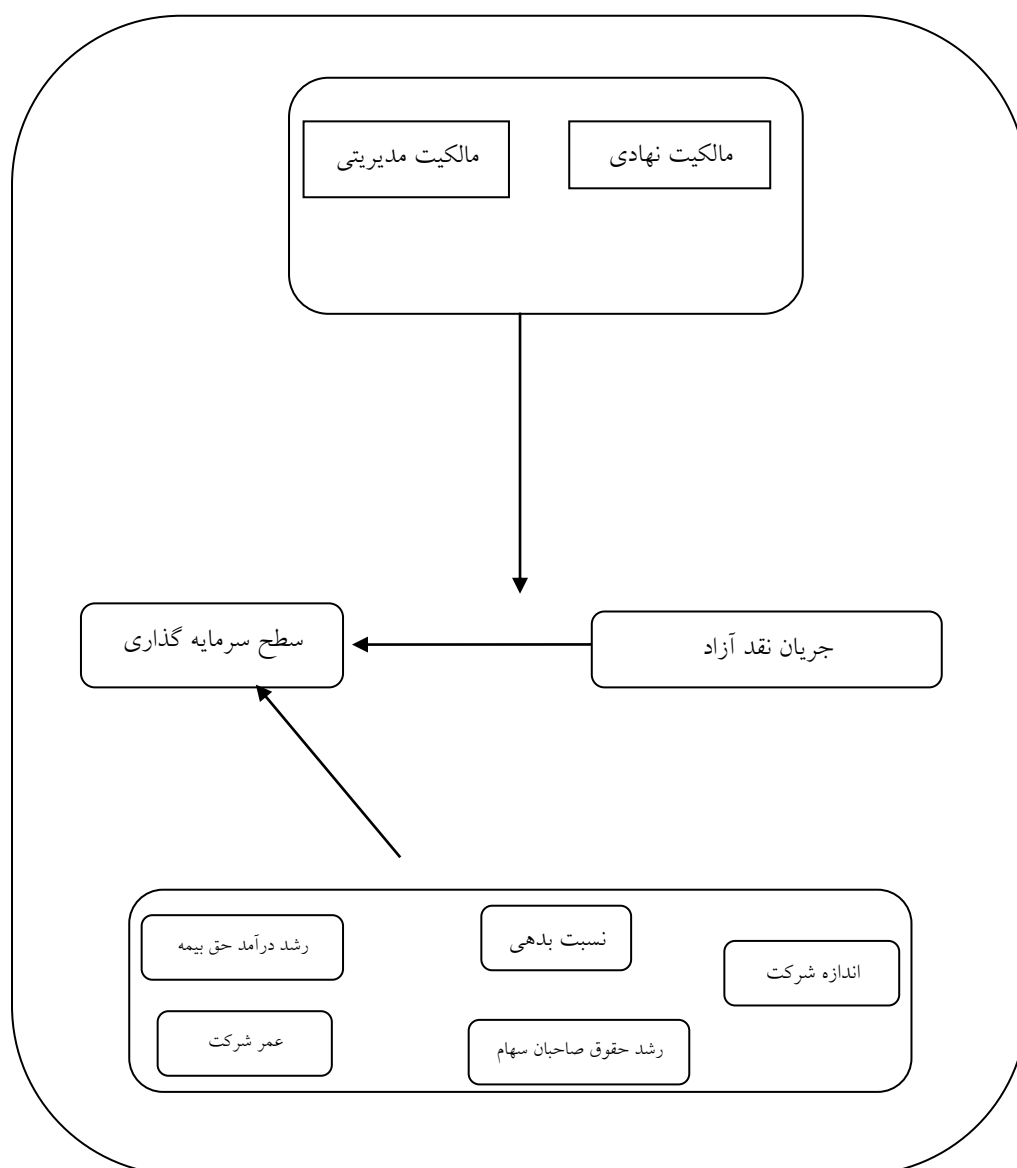 مالکیت نهادی
مالکیت مدیریتی
جریان نقد آزاد
سطح سرمایه گذاری
اندازه شرکت
نسبت بدهی
رشد درآمد حق بیمه
رشد حقوق صاحبان سهام
عمر شرکت